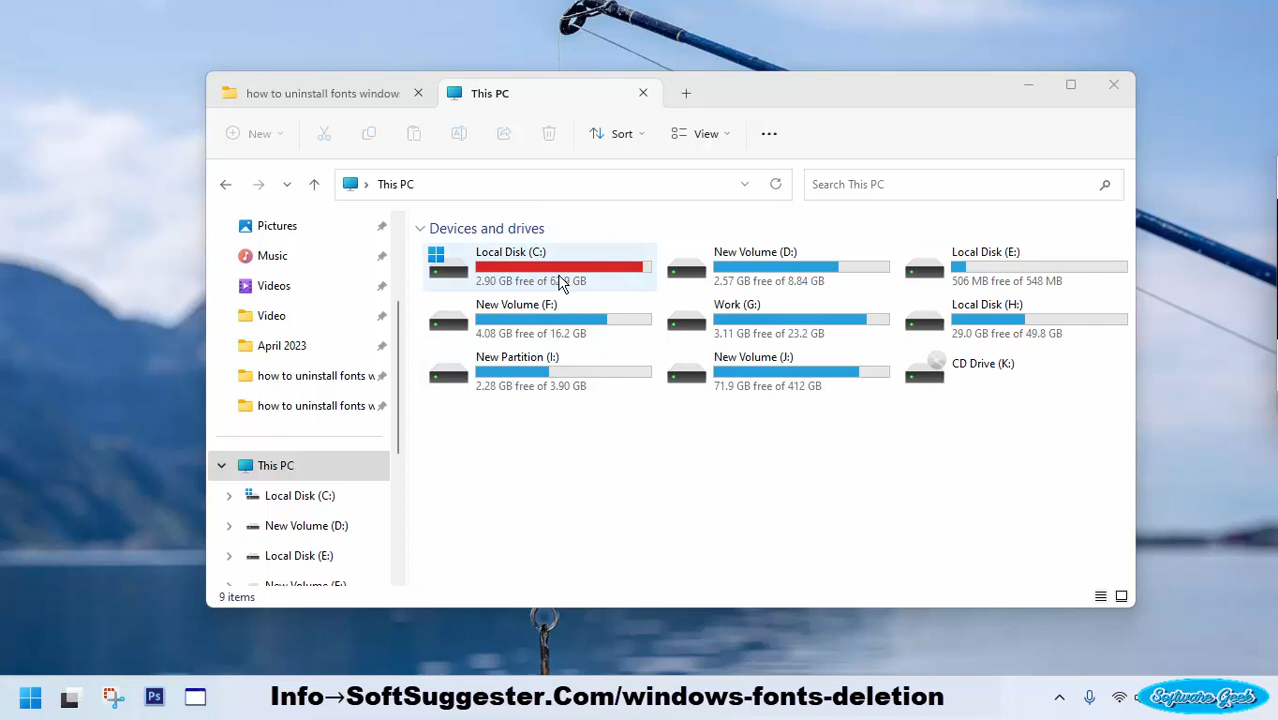 how to uninstall fonts window
This PC
New
Sort
View
This PC
Search This PC
Pictures
Music
Videos
Video
April 2023
how to uninstall fonts w
how to uninstall fonts w
This PC
Local Disk (C:)
New Volume (D:)
Local Disk (E:)
Devices and drives
Local Disk (C:)
2.90 GB free of GB
New Volume (D:)
2.57 GB free of 8.84 GB
Local Disk (E:)
506 MB free of 548 MB
New Volume (F:)
4.08 GB free of 16.2 GB
Work (G:)
3.11 GB free of 23.2 GB
Local Disk (H:)
29.0 GB free of 49.8 GB
New Partition (I:)
2.28 GB free of 3.90 GB
New Volume (J:)
71.9 GB free of 412 GB
CD Drive (K:)
9 items
Ps
Info→SoftSuggester.Com/windows-fonts-deletion
Software Geek